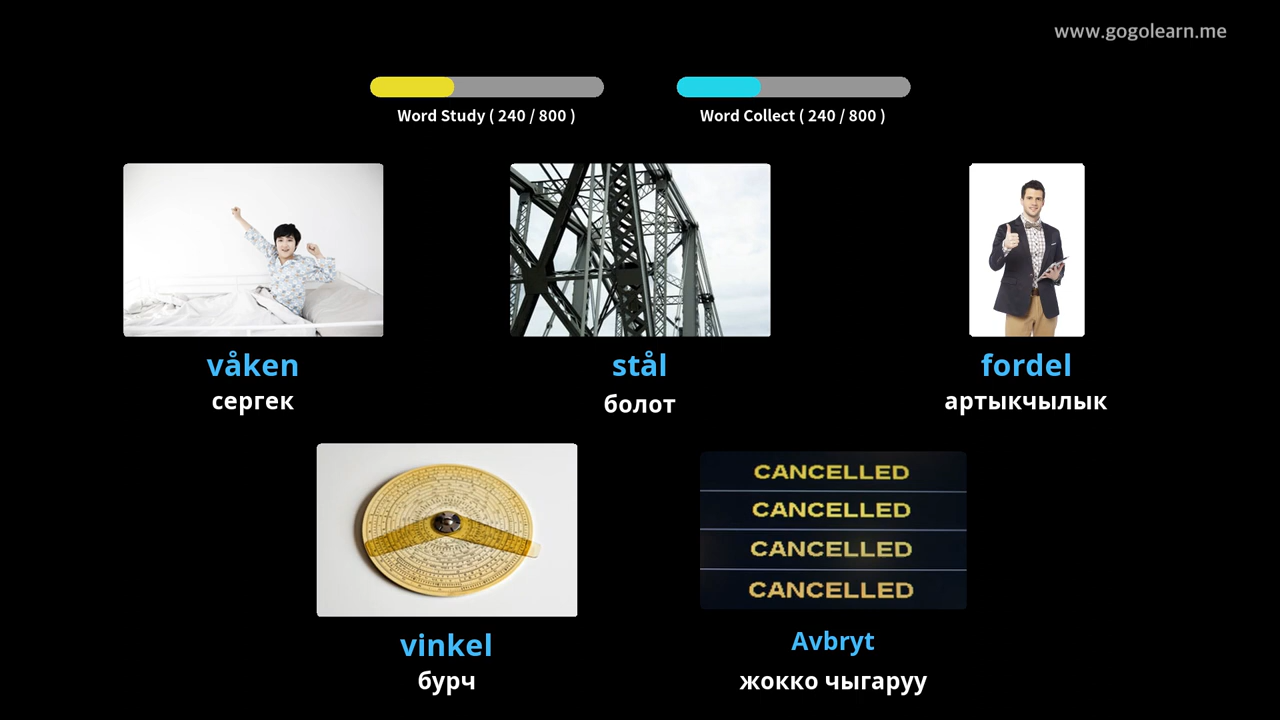 www.gogolearn.me
Word Study ( 240 / 800 )
Word Collect ( 240 / 800 )
våken
сергек
stål
болот
fordel
артыкчылык
vinkel
бурч
CANCELLED
CANCELLED
CANCELLED
CANCELLED
Avbryt
жокко чыгаруу